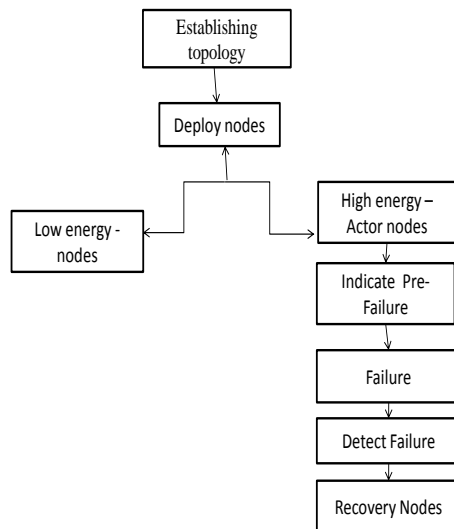 Establishing
topology
Deploy nodes
Low energy -
nodes
High energy –
Actor nodes
Indicate Pre-
Failure
Failure
Detect Failure
Recovery Nodes